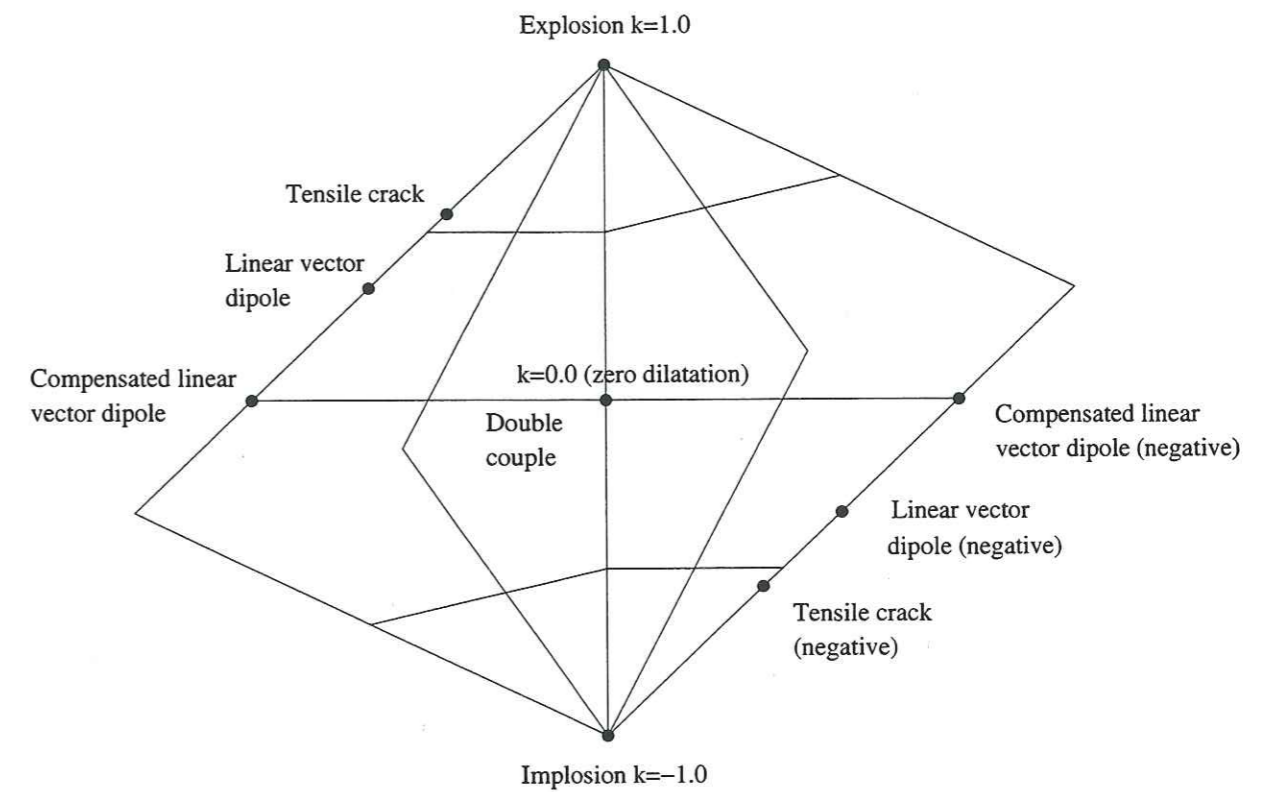 Explosion k=1.0
Tensile crack
Linear vector
dipole
Compensated linear
vector dipole
k=0.0 (zero dilatation)
Double
couple
Compensated linear
vector dipole (negative)
Linear vector
dipole (negative)
Tensile crack
(negative)
Implosion k=−1.0